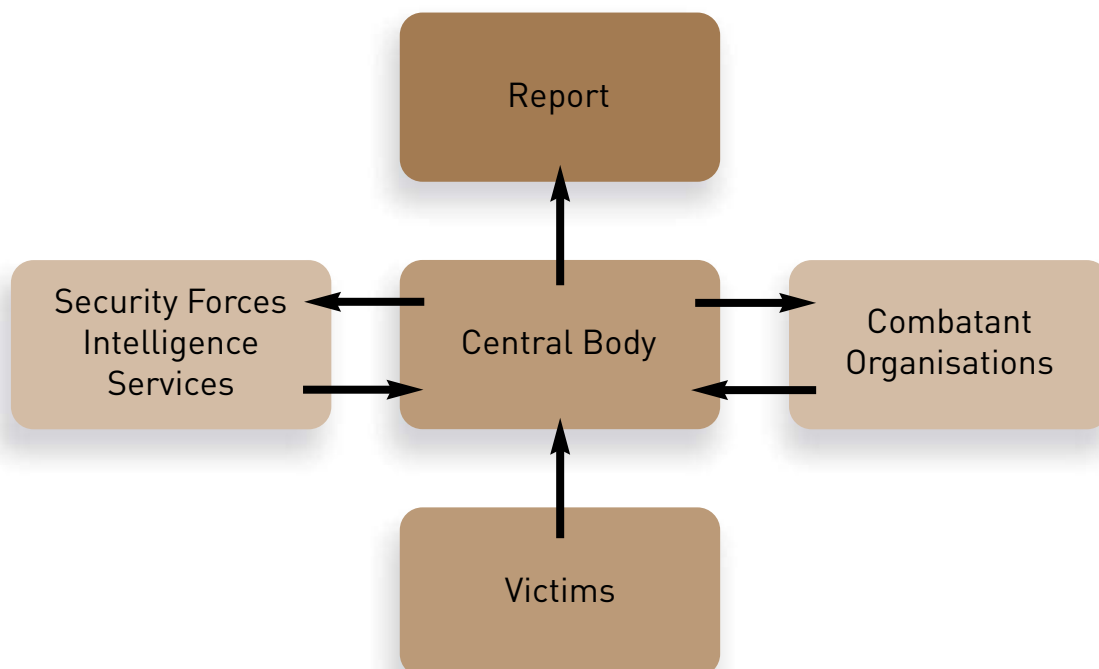 Report
Security Forces
Intelligence
Services
Central Body
Combatant
Organisations
Victims